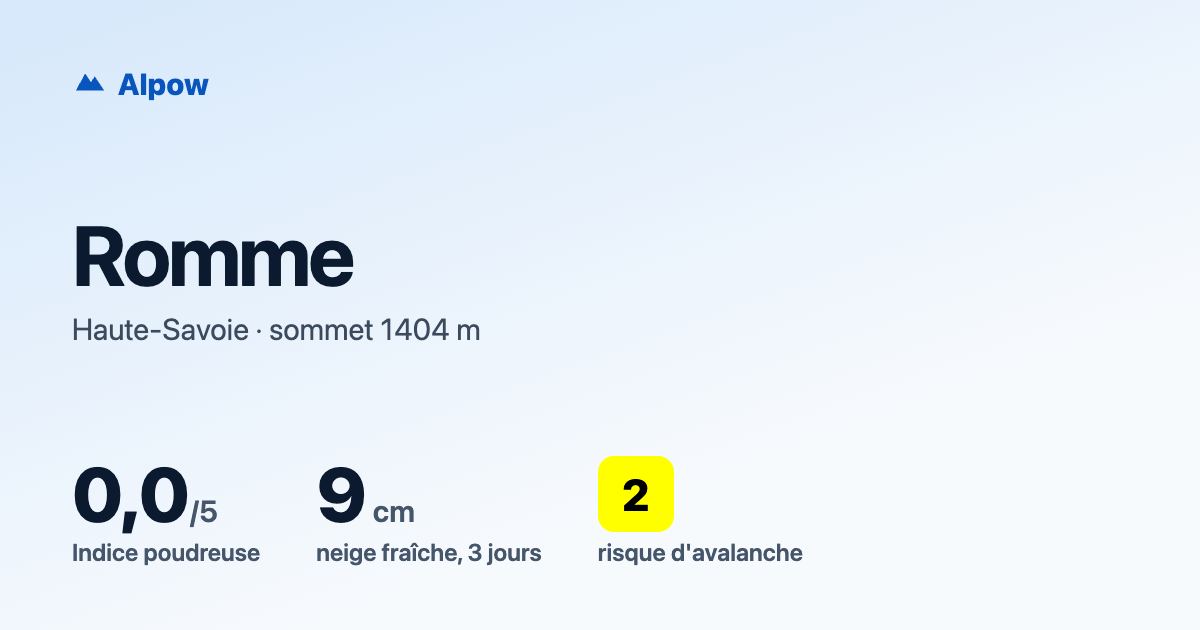 Alpow
Romme
Haute-Savoie · sommet 1404 m
0,0/5
Indice poudreuse
9 cm
neige fraîche, 3 jours
2
risque d'avalanche